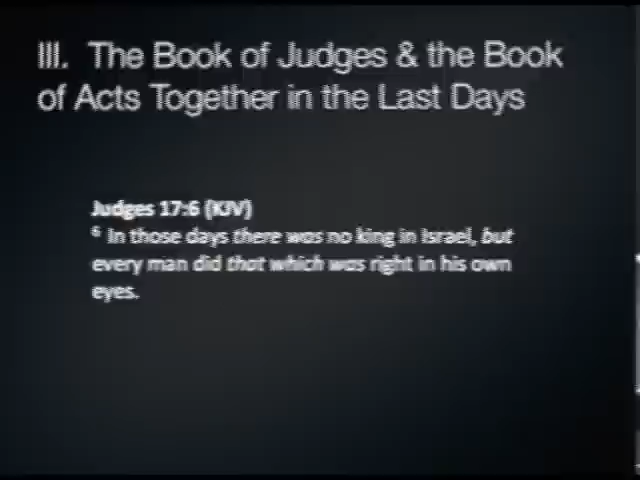 III. The Book of Judges & the Book
of Acts Together in the Last Days
Judges 17:6 (KJV)
6 In those days there was no king in Israel, but
every man did that which was right in his own
eyes.